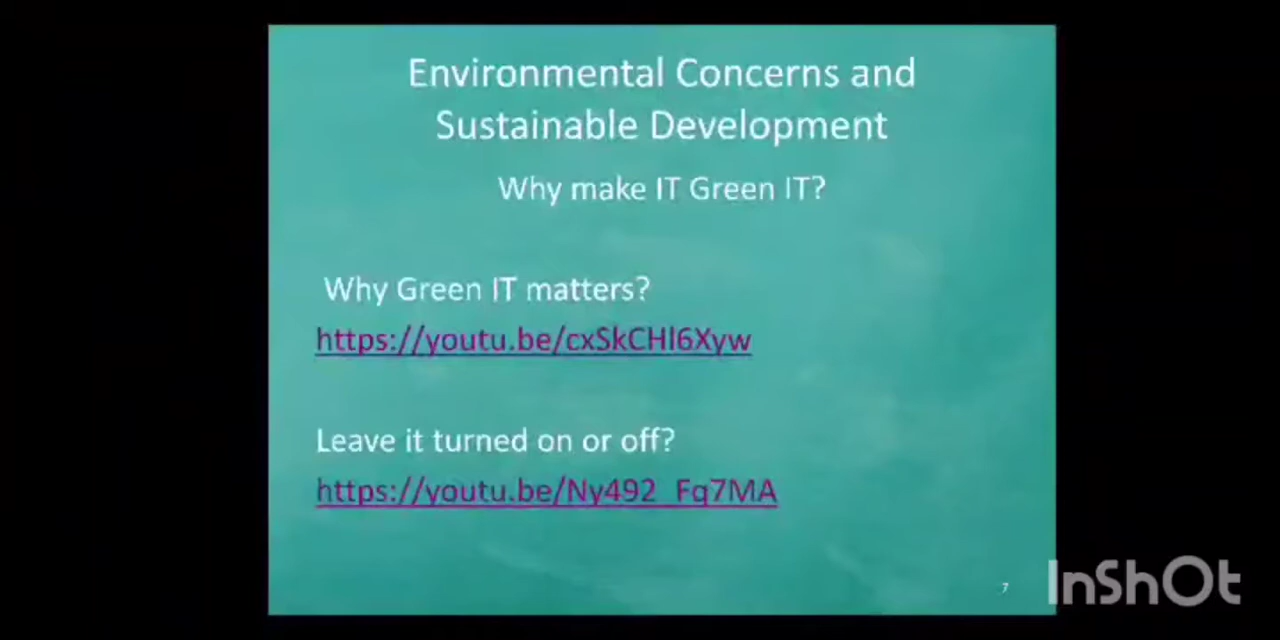 Environmental Concerns and
Sustainable Development
Why make IT Green IT?
Why Green IT matters?
https://youtu.be/cxSkCHl6Xyw
Leave it turned on or off?
https://youtu.be/Ny492_Fq7MA
7
InShOt